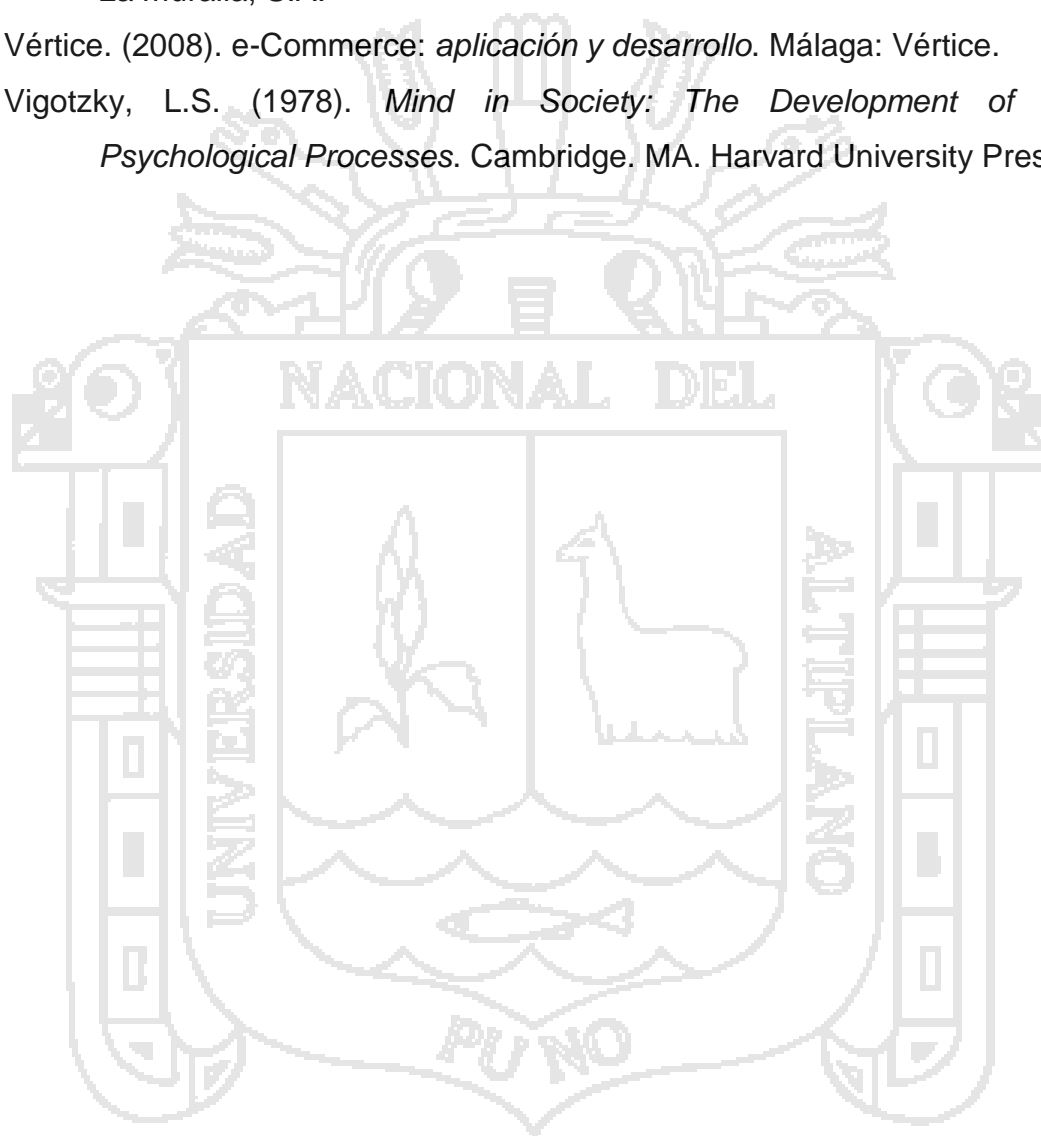 Vértice. (2008). e-Commerce: aplicación y desarrollo. Málaga: Vértice.
Vigotzky, L.S. (1978). Mind in Society: The Development of
Psychological Processes. Cambridge. MA. Harvard University Pres
NACIONAL DEL
UNIVERSIDAD
ALTIPLANO
PUNO